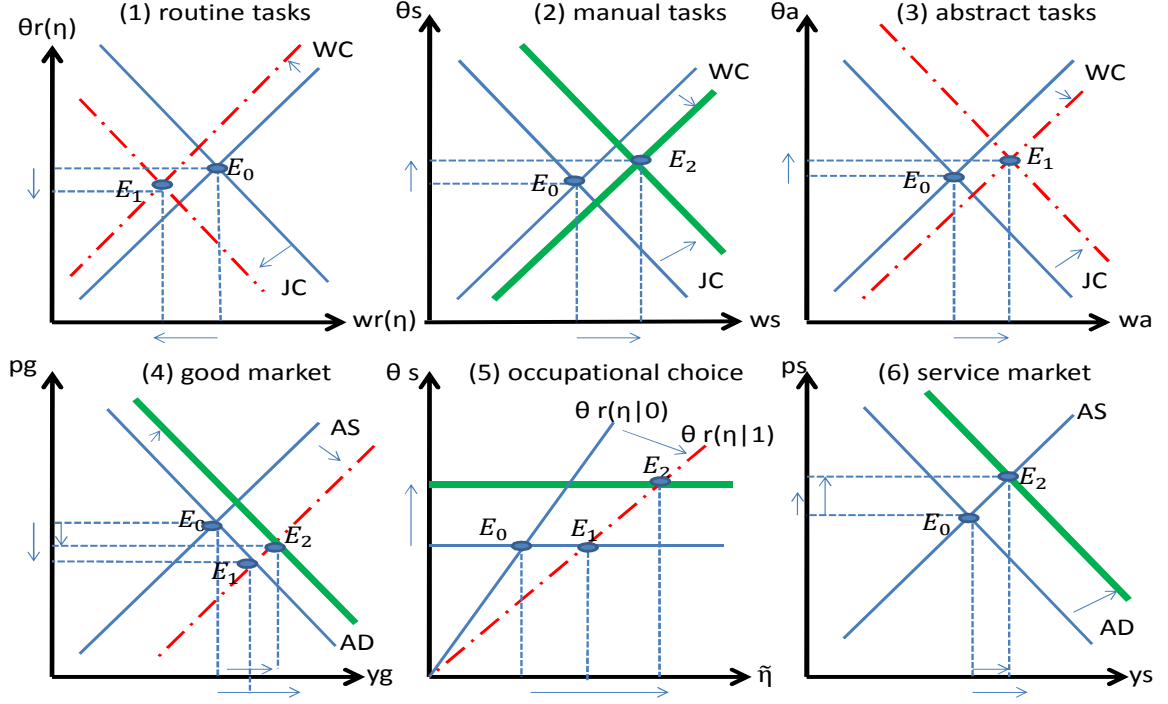 (1) routine tasks
θr(η)
WC
E₀
E₁
JC
wr(η)
(2) manual tasks
θs
WC
E₂
E₀
JC
ws
(3) abstract tasks
θa
WC
E₁
E₀
JC
wa
(4) good market
pg
AS
E₀
E₂
E₁
AD
yg
(5) occupational choice
θ s
θ r(η|0)
θ r(η|1)
E₂
E₀
E₁
η̃
(6) service market
ps
AS
E₂
E₀
AD
ys